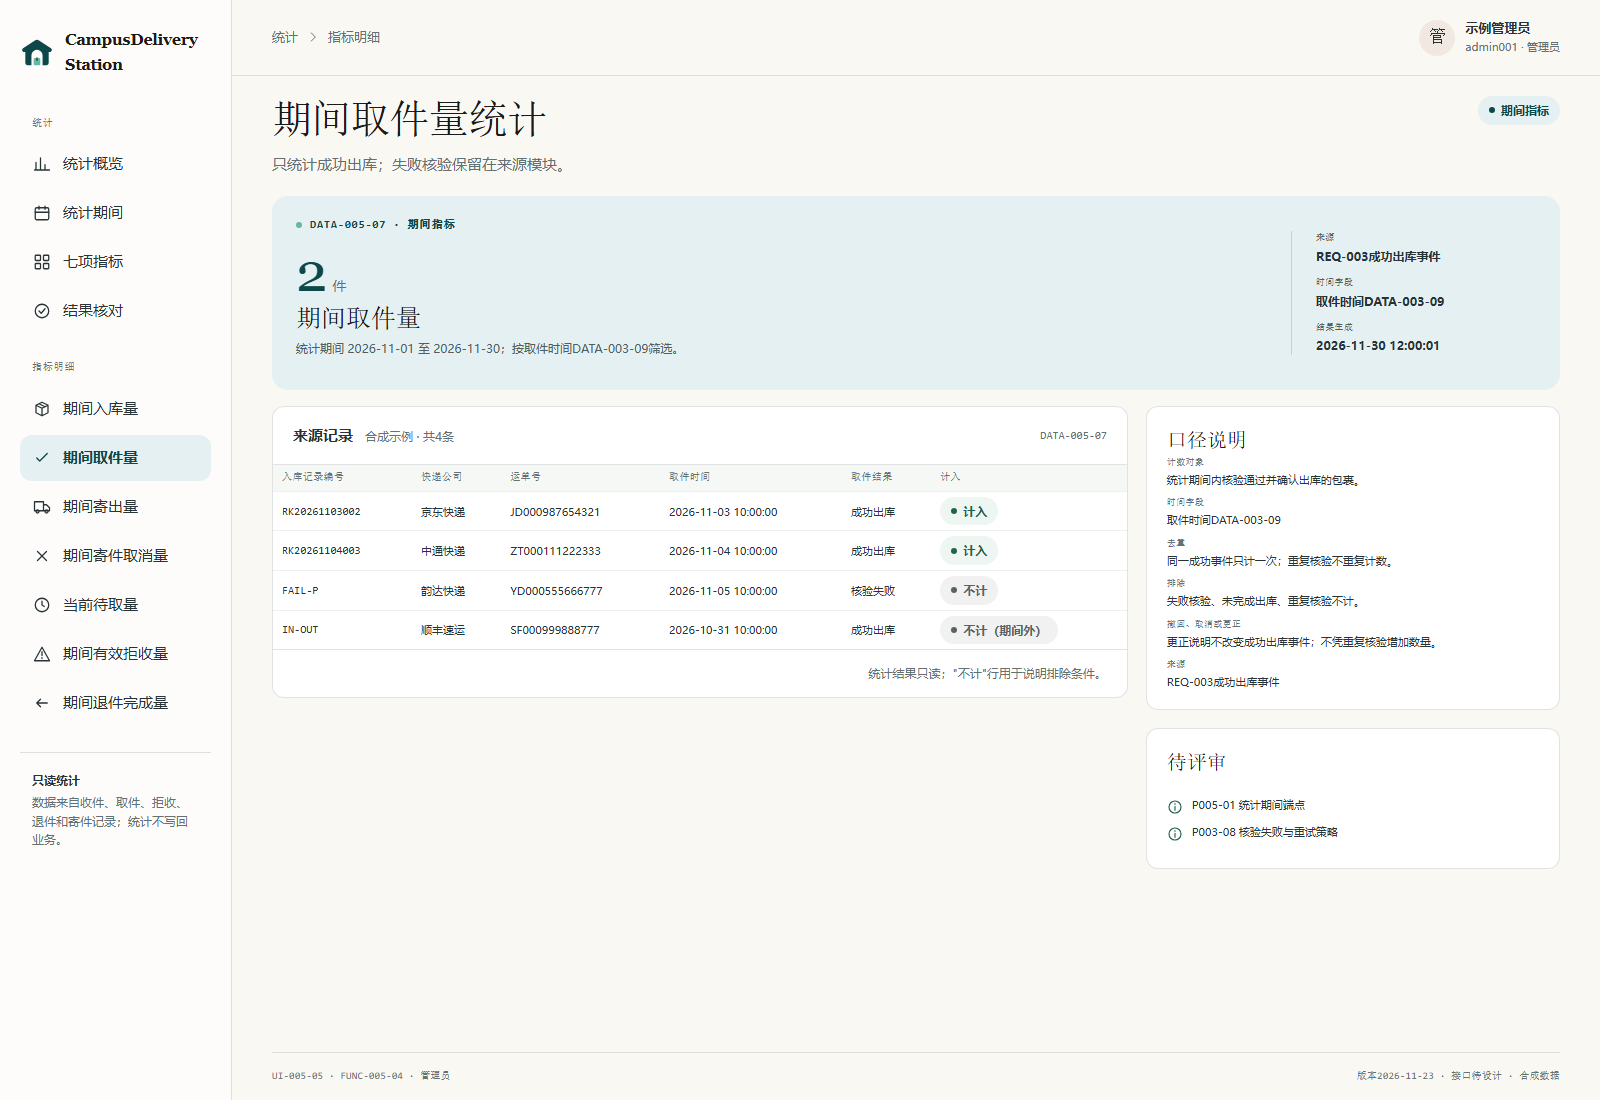 CampusDelivery
Station
统计
统计概览
统计期间
七项指标
结果核对
指标明细
期间入库量
期间取件量
期间寄出量
期间寄件取消量
当前待取量
期间有效拒收量
期间退件完成量
只读统计
数据来自收件、取件、拒收、
退件和寄件记录；统计不写回
业务。
统计 > 指标明细
管
示例管理员
admin001 · 管理员
期间取件量统计
期间指标
只统计成功出库；失败核验保留在来源模块。
DATA-005-07 · 期间指标
2 件
期间取件量
统计期间 2026-11-01 至 2026-11-30；按取件时间DATA-003-09筛选。
来源
REQ-003成功出库事件
时间字段
取件时间DATA-003-09
结果生成
2026-11-30 12:00:01
来源记录 合成示例 · 共4条 DATA-005-07
入库记录编号 快递公司 运单号 取件时间 取件结果 计入
RK20261103002 京东快递 JD000987654321 2026-11-03 10:00:00 成功出库 计入
RK20261104003 中通快递 ZT000111222333 2026-11-04 10:00:00 成功出库 计入
FAIL-P 韵达快递 YD000555666777 2026-11-05 10:00:00 核验失败 不计
IN-OUT 顺丰速运 SF000999888777 2026-10-31 10:00:00 成功出库 不计（期间外）
统计结果只读；"不计"行用于说明排除条件。
口径说明
计数对象
统计期间内核验通过并确认出库的包裹。
时间字段
取件时间DATA-003-09
去重
同一成功事件只计一次；重复核验不重复计数。
排除
失败核验、未完成出库、重复核验不计。
撤回、取消或更正
更正说明不改变成功出库事件；不凭重复核验增加数量。
来源
REQ-003成功出库事件
待评审
P005-01 统计期间端点
P003-08 核验失败与重试策略
UI-005-05 · FUNC-005-04 · 管理员
版本2026-11-23 · 接口待设计 · 合成数据